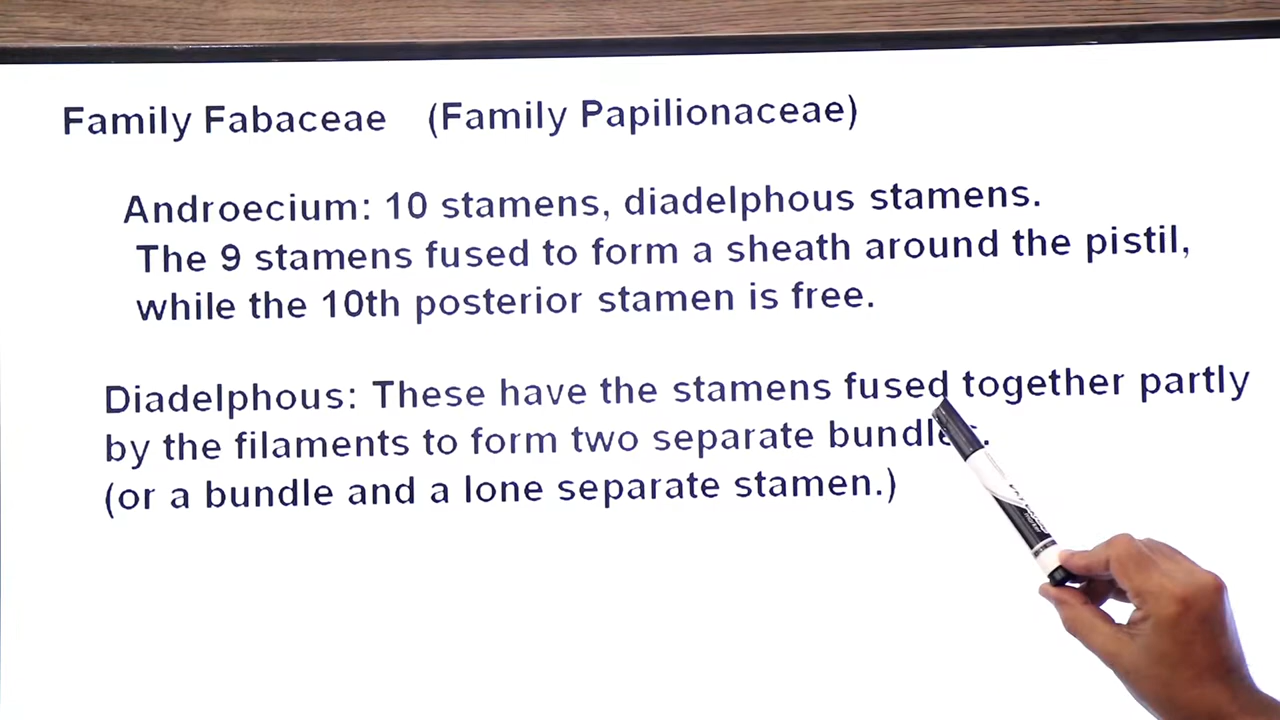 Family Fabaceae (Family Papilionaceae)
Androecium: 10 stamens, diadelphous stamens.
The 9 stamens fused to form a sheath around the pistil,
while the 10th posterior stamen is free.
Diadelphous: These have the stamens fused together partly
by the filaments to form two separate bundles.
(or a bundle and a lone separate stamen.)